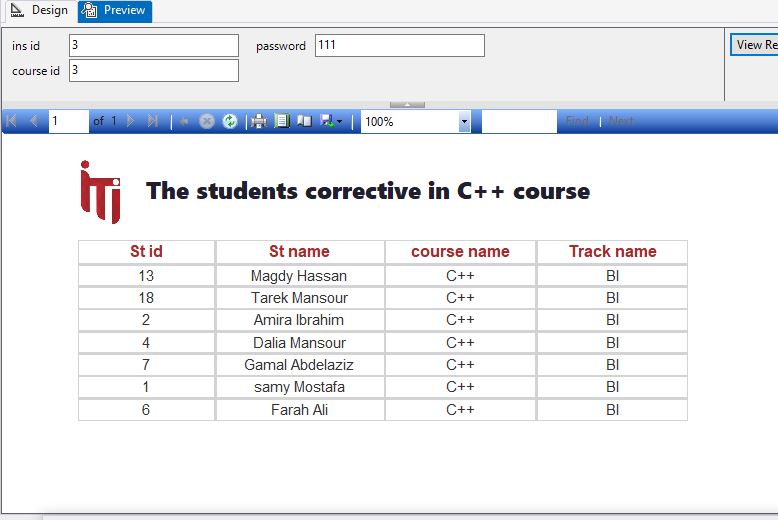 Design Preview
ins id 3 password 111 View Re
course id 3
1 of 1 100% Find | Next
iTi The students corrective in C++ course
St id St name course name Track name
13 Magdy Hassan C++ BI
18 Tarek Mansour C++ BI
2 Amira Ibrahim C++ BI
4 Dalia Mansour C++ BI
7 Gamal Abdelaziz C++ BI
1 samy Mostafa C++ BI
6 Farah Ali C++ BI